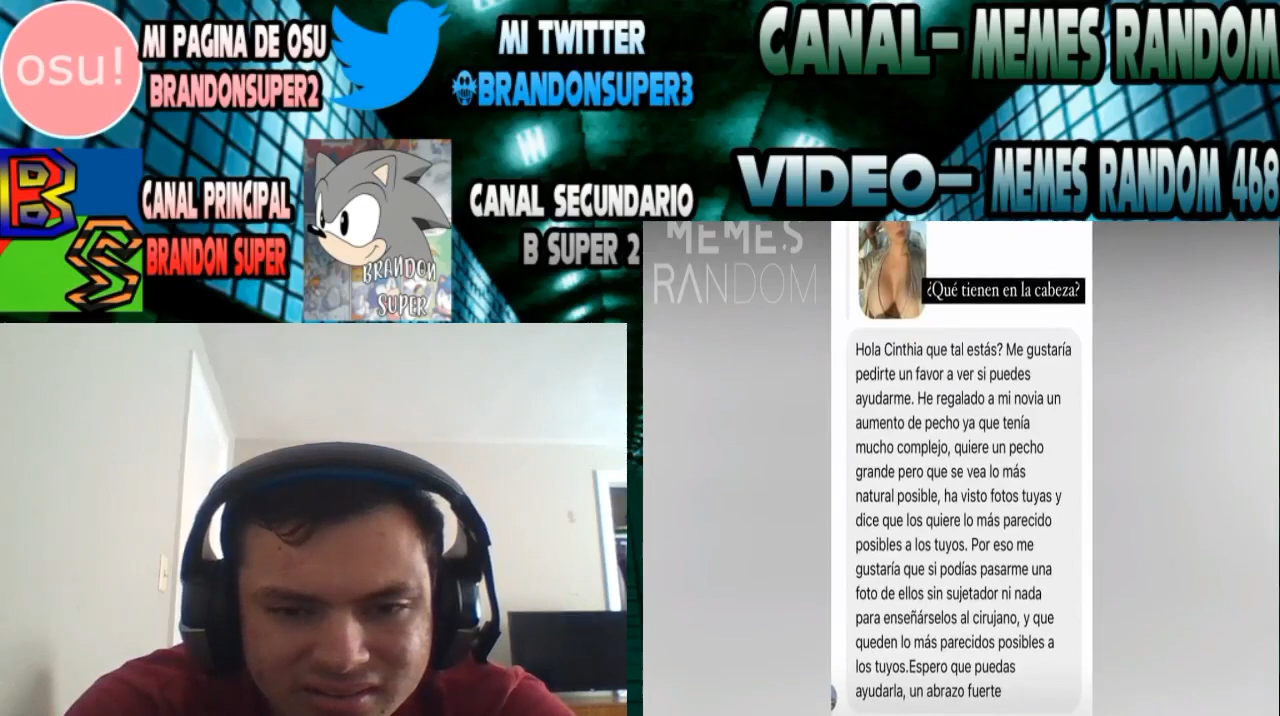 osu!
MI PAGINA DE OSU
BRANDONSUPER2
MI TWITTER
@BRANDONSUPER3
CANAL- MEMES RANDOM
BS
CANAL PRINCIPAL
BRANDON SUPER
BRANDON
SUPER
CANAL SECUNDARIO
B SUPER 2
VIDEO- MEMES RANDOM 468
MEMES
RANDOM
¿Qué tienen en la cabeza?
Hola Cinthia que tal estás? Me gustaría
pedirte un favor a ver si puedes
ayudarme. He regalado a mi novia un
aumento de pecho ya que tenía
mucho complejo, quiere un pecho
grande pero que se vea lo más
natural posible, ha visto fotos tuyas y
dice que los quiere lo más parecido
posibles a los tuyos. Por eso me
gustaría que si podías pasarme una
foto de ellos sin sujetador ni nada
para enseñárselos al cirujano, y que
queden lo más parecidos posibles a
los tuyos.Espero que puedas
ayudarla, un abrazo fuerte